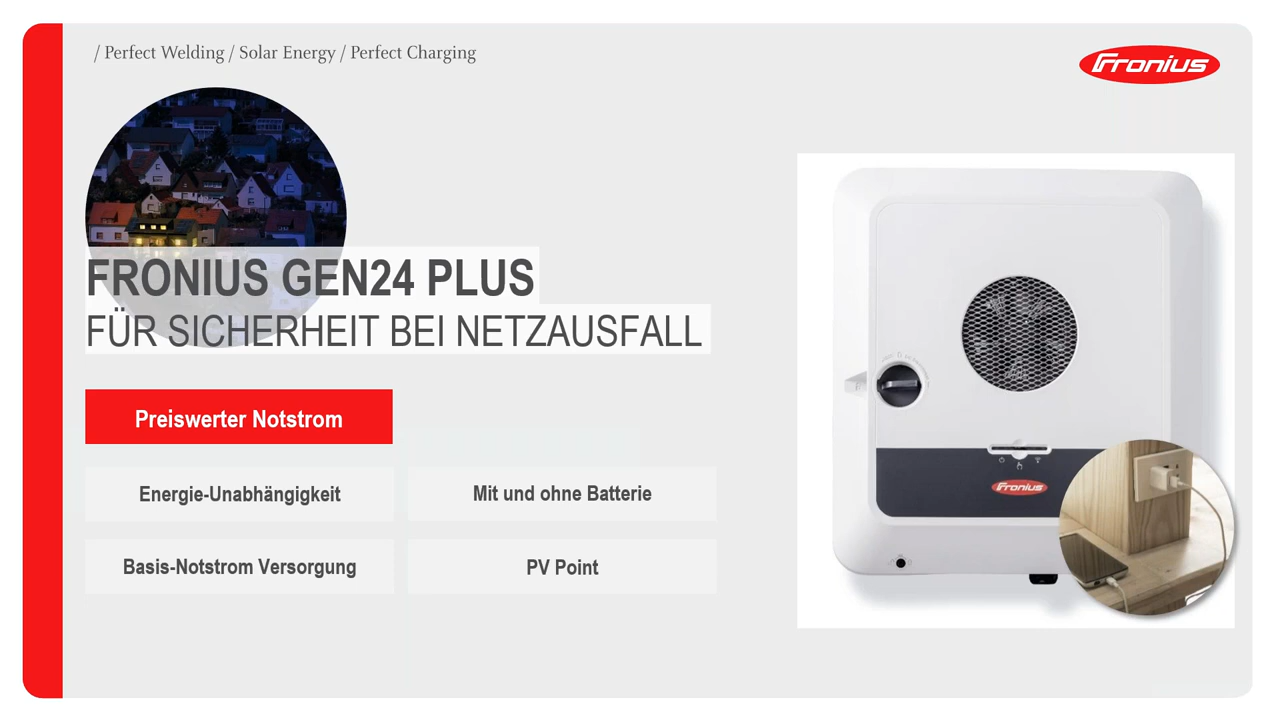 / Perfect Welding / Solar Energy / Perfect Charging
Fronius
FRONIUS GEN24 PLUS
FÜR SICHERHEIT BEI NETZAUSFALL
Preiswerter Notstrom
Energie-Unabhängigkeit
Mit und ohne Batterie
Basis-Notstrom Versorgung
PV Point
Fronius